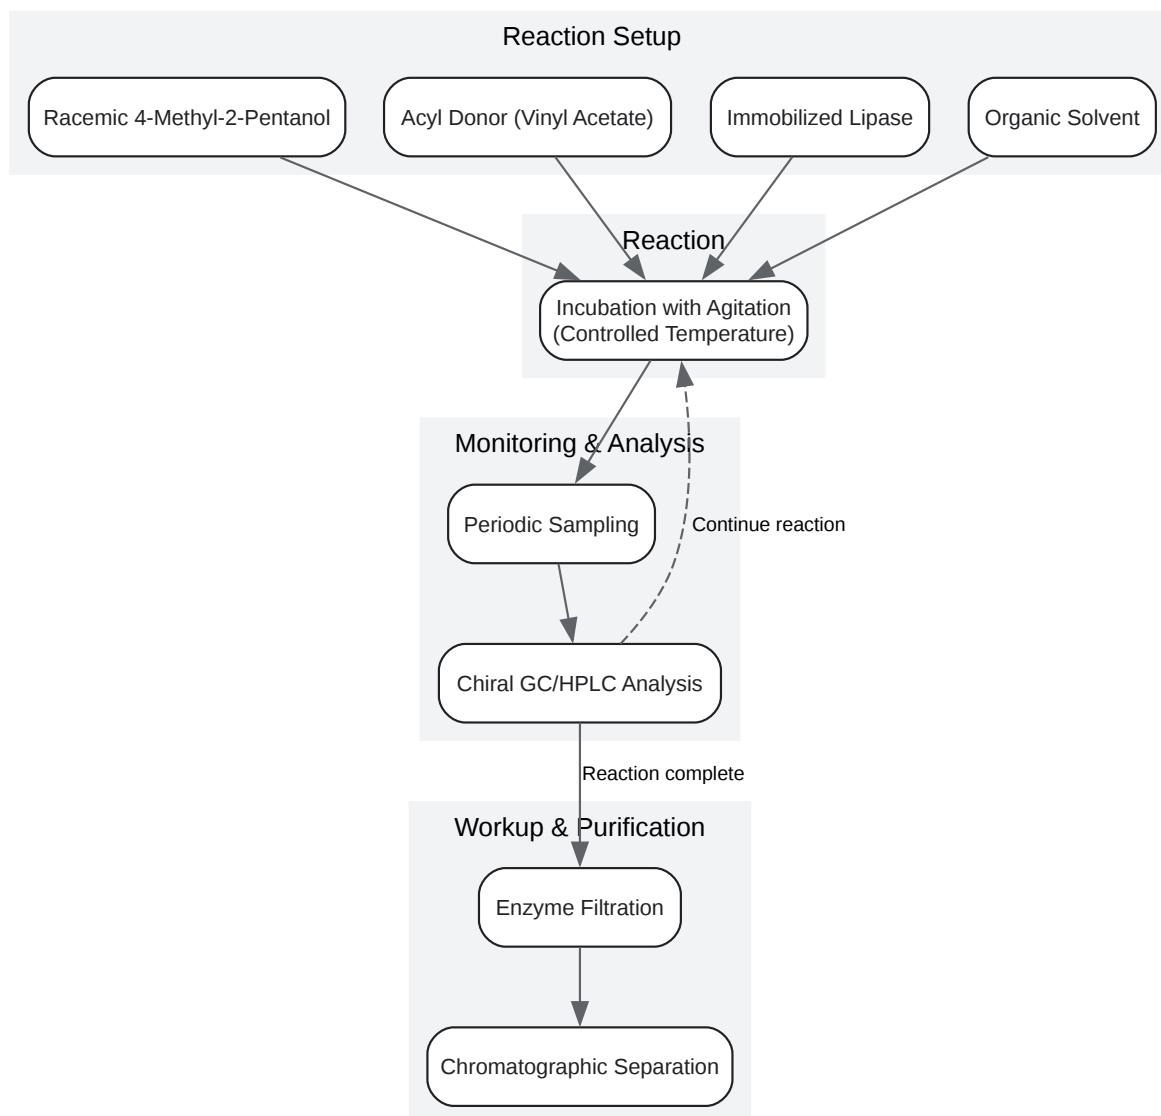 Reaction Setup
Racemic 4-Methyl-2-Pentanol
Acyl Donor (Vinyl Acetate)
Immobilized Lipase
Organic Solvent
Reaction
Incubation with Agitation
(Controlled Temperature)
Monitoring & Analysis
Periodic Sampling
Continue reaction
Chiral GC/HPLC Analysis
Reaction complete
Workup & Purification
Enzyme Filtration
Chromatographic Separation